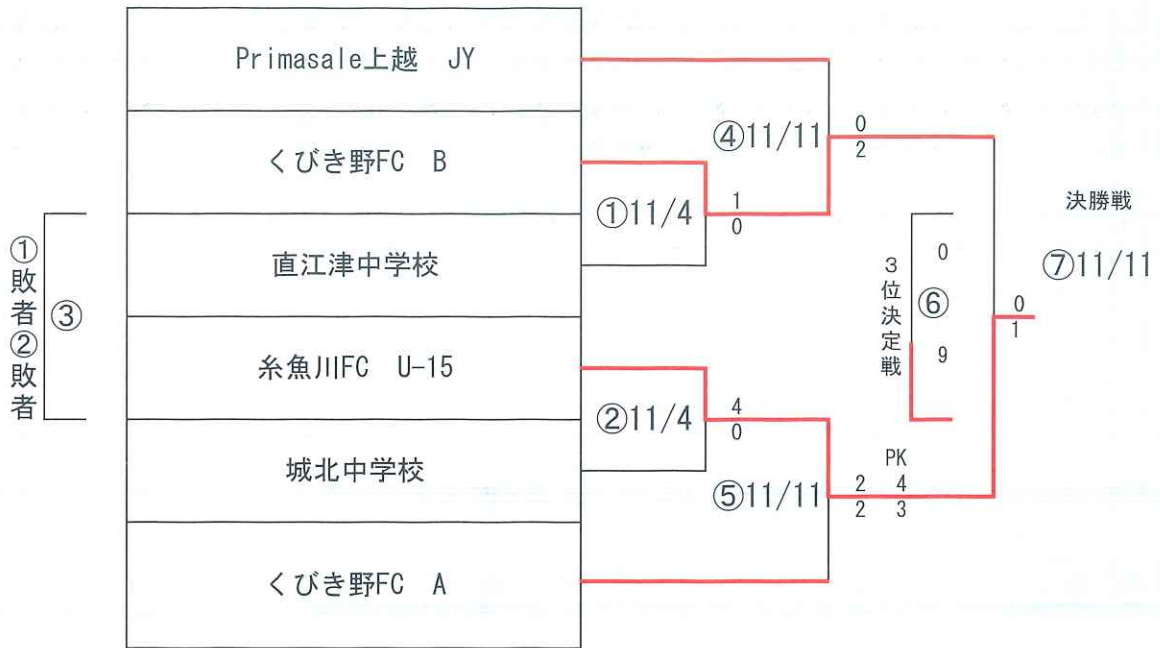 Primasale上越 JY
くびき野FC B
直江津中学校
糸魚川FC U-15
城北中学校
くびき野FC A
①敗者②敗者
③
①11/4
1
0
②11/4
4
0
④11/11
0
2
⑤11/11
PK
2 4
2 3
3位決定戦
⑥
0
9
決勝戦
⑦11/11
0
1